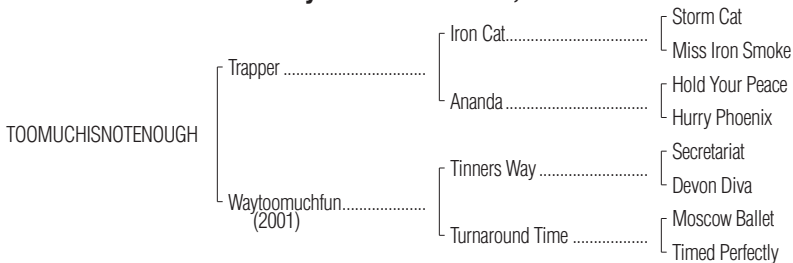 Storm Cat
Iron Cat
Miss Iron Smoke
Trapper
Hold Your Peace
Ananda
Hurry Phoenix
TOOMUCHISNOTENOUGH
Secretariat
Tinners Way
Devon Diva
Waytoomuchfun
(2001)
Moscow Ballet
Turnaround Time
Timed Perfectly